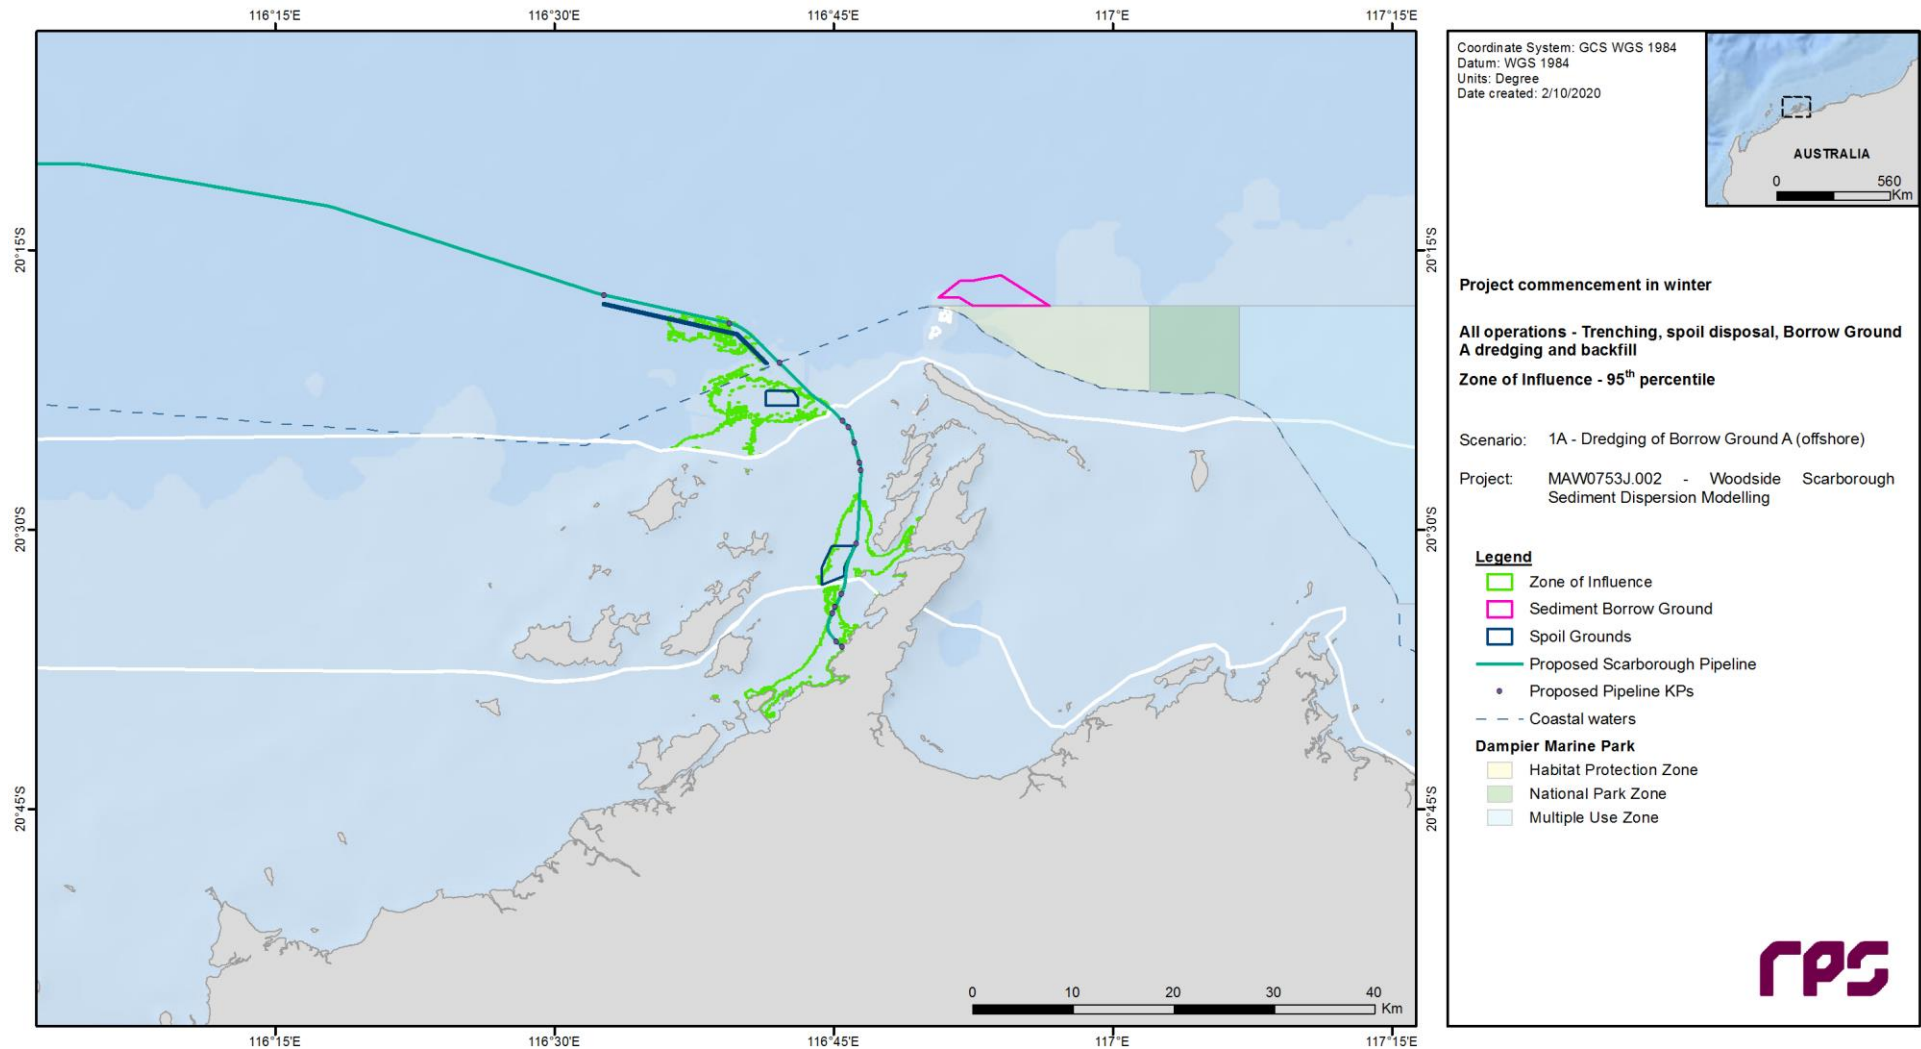 116°15'E 116°30'E 116°45'E 117°E 117°15'E
20°15'S 20°15'S
20°30'S 20°30'S
20°45'S 20°45'S
0 10 20 30 40
Km
116°15'E 116°30'E 116°45'E 117°E 117°15'E
Coordinate System: GCS WGS 1984
Datum: WGS 1984
Units: Degree
Date created: 2/10/2020
AUSTRALIA
0 560
Km
Project commencement in winter
All operations - Trenching, spoil disposal, Borrow Ground
A dredging and backfill
Zone of Influence - 95th percentile
Scenario: 1A - Dredging of Borrow Ground A (offshore)
Project: MAW0753J.002 - Woodside Scarborough
Sediment Dispersion Modelling
Legend
Zone of Influence
Sediment Borrow Ground
Spoil Grounds
Proposed Scarborough Pipeline
Proposed Pipeline KPs
Coastal waters
Dampier Marine Park
Habitat Protection Zone
National Park Zone
Multiple Use Zone
rps